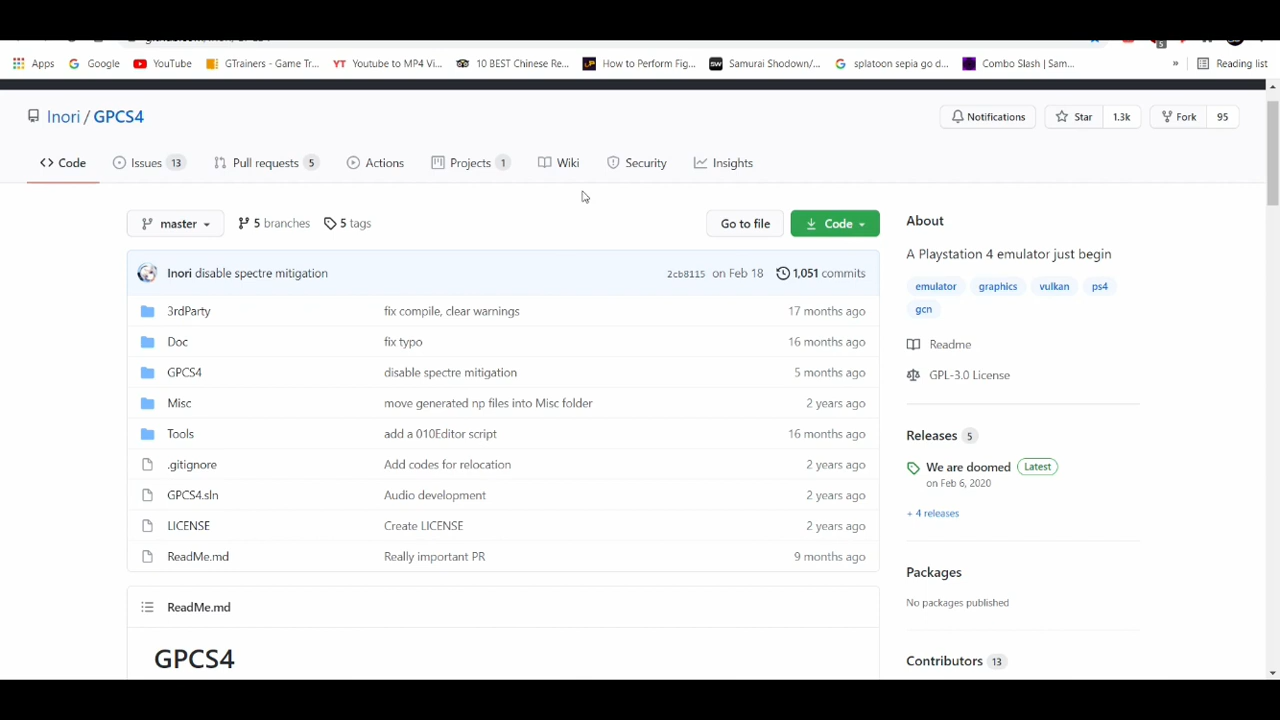 Apps Google YouTube GTrainers - Game Tr... Youtube to MP4 Vi... 10 BEST Chinese Re... How to Perform Fig... Samurai Shodown/... splatoon sepia go d... Combo Slash | Sam... » Reading list
Inori / GPCS4 Notifications Star 1.3k Fork 95
Code Issues 13 Pull requests 5 Actions Projects 1 Wiki Security Insights
master 5 branches 5 tags Go to file Code
Inori disable spectre mitigation 2cb8115 on Feb 18 1,051 commits
3rdParty fix compile, clear warnings 17 months ago
Doc fix typo 16 months ago
GPCS4 disable spectre mitigation 5 months ago
Misc move generated np files into Misc folder 2 years ago
Tools add a 010Editor script 16 months ago
.gitignore Add codes for relocation 2 years ago
GPCS4.sln Audio development 2 years ago
LICENSE Create LICENSE 2 years ago
ReadMe.md Really important PR 9 months ago
ReadMe.md
GPCS4
About
A Playstation 4 emulator just begin
emulator graphics vulkan ps4
gcn
Readme
GPL-3.0 License
Releases 5
We are doomed Latest
on Feb 6, 2020
+ 4 releases
Packages
No packages published
Contributors 13